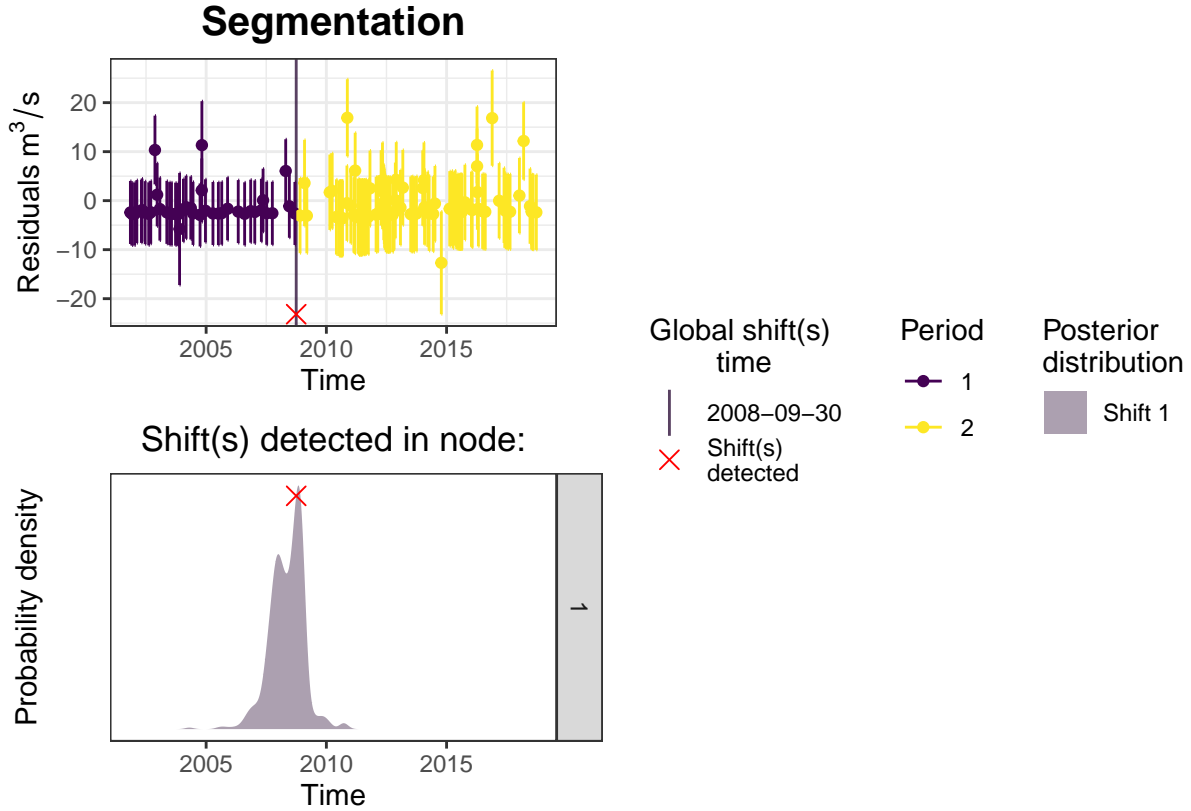 Segmentation
Residuals m³/s
20
10
0
−10
−20
2005
2010
2015
Time
Shift(s) detected in node:
Probability density
1
2005
2010
2015
Time
Global shift(s)
time
2008−09−30
Shift(s)
detected
Period
1
2
Posterior
distribution
Shift 1